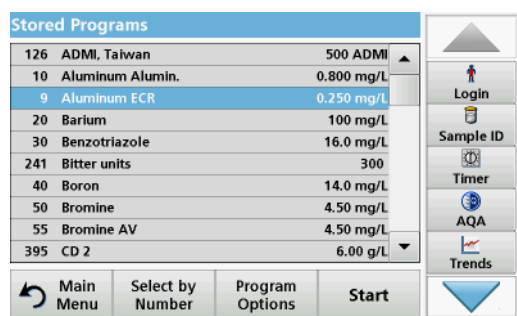 Stored Programs
126 ADMI, Taiwan 500 ADMI
10 Aluminum Alumin. 0.800 mg/L
9 Aluminum ECR 0.250 mg/L
20 Barium 100 mg/L
30 Benzotriazole 16.0 mg/L
241 Bitter units 300
40 Boron 14.0 mg/L
50 Bromine 4.50 mg/L
55 Bromine AV 4.50 mg/L
395 CD 2 6.00 g/L
Login
Sample ID
Timer
AQA
Trends
Main Menu
Select by Number
Program Options
Start